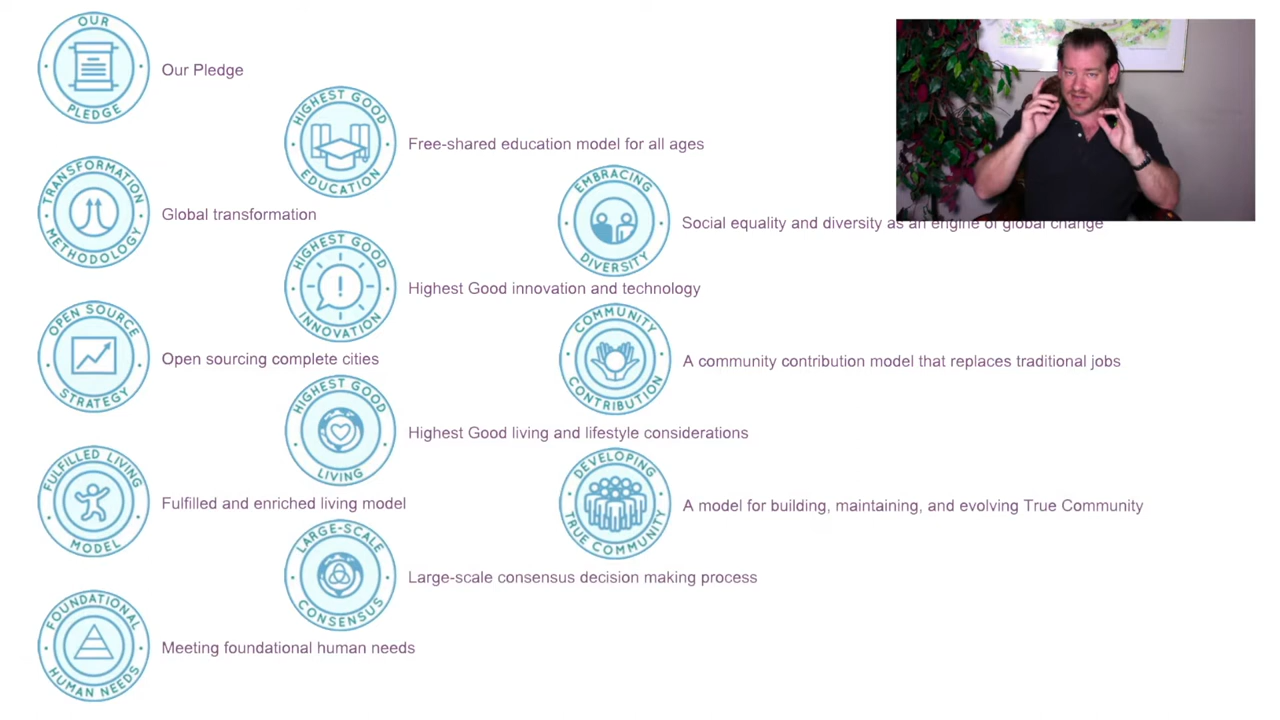 OUR
PLEDGE
Our Pledge
HIGHEST GOOD
EDUCATION
Free-shared education model for all ages
TRANSFORMATION
METHODOLOGY
Global transformation
EMBRACING
DIVERSITY
Social equality and diversity as an engine of global change
HIGHEST GOOD
INNOVATION
Highest Good innovation and technology
OPEN SOURCE
STRATEGY
Open sourcing complete cities
COMMUNITY
CONTRIBUTION
A community contribution model that replaces traditional jobs
HIGHEST GOOD
LIVING
Highest Good living and lifestyle considerations
FULFILLED LIVING
MODEL
Fulfilled and enriched living model
DEVELOPING
TRUE COMMUNITY
A model for building, maintaining, and evolving True Community
LARGE-SCALE
CONSENSUS
Large-scale consensus decision making process
FOUNDATIONAL
HUMAN NEEDS
Meeting foundational human needs